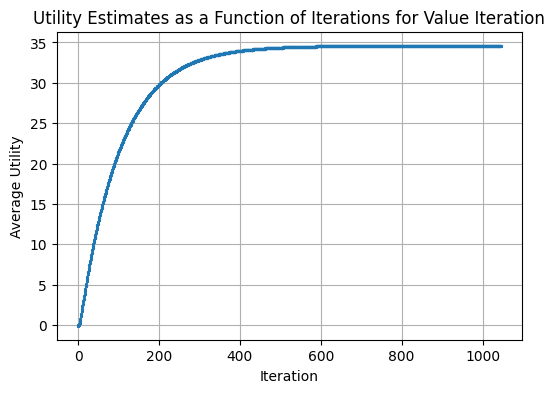 Utility Estimates as a Function of Iterations for Value Iteration
35
30
25
20
15
10
5
0
Average Utility
0 200 400 600 800 1000
Iteration